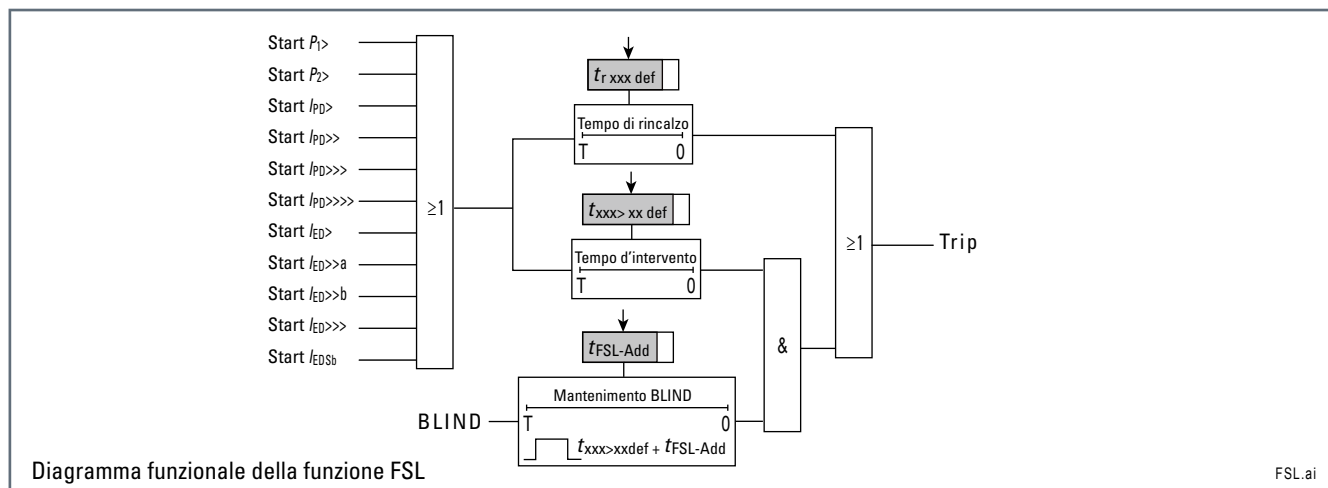 Start P1>
Start P2>
Start IPD>
Start IPD>>
Start IPD>>>
Start IPD>>>>
Start IED>
Start IED>>a
Start IED>>b
Start IED>>>
Start IEDSb
≥1
tr xxx def
Tempo di rincalzo
T 0
txxx> xx def
Tempo d'intervento
T 0
tFSL-Add
Mantenimento BLIND
BLIND
T 0
txxx>xxdef + tFSL-Add
&
≥1
Trip
Diagramma funzionale della funzione FSL
FSL.ai